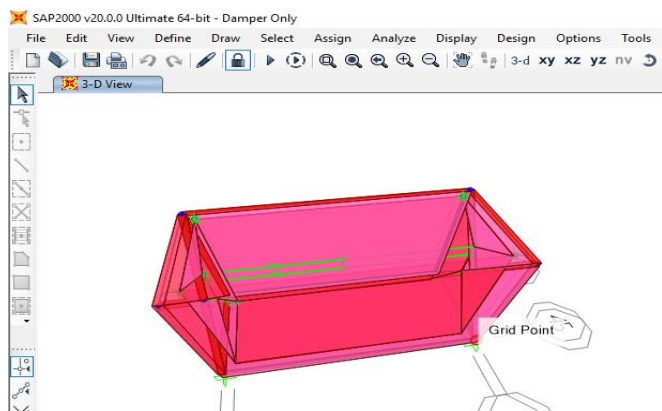 SAP2000 v20.0.0 Ultimate 64-bit - Damper Only
File Edit View Define Draw Select Assign Analyze Display Design Options Tools
3-d xy xz yz nv
3-D View
Grid Point